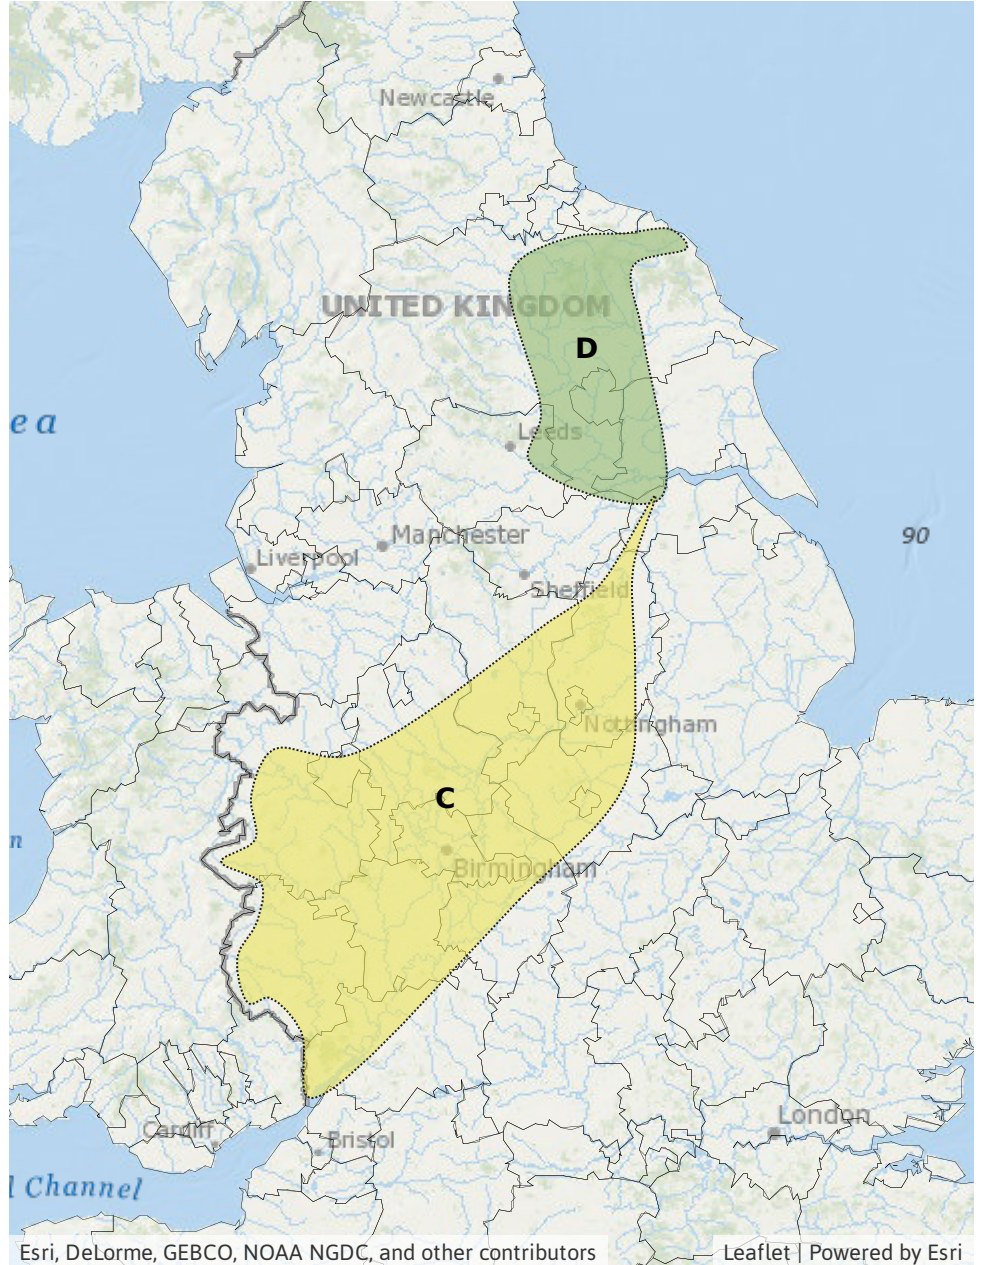 Newcastle
UNITED KINGDOM
D
ea
Leeds
90
Manchester
Liverpool
Sheffield
Nottingham
C
n
Birmingham
London
Cardiff
Bristol
l Channel
Esri, DeLorme, GEBCO, NOAA NGDC, and other contributors
Leaflet | Powered by Esri